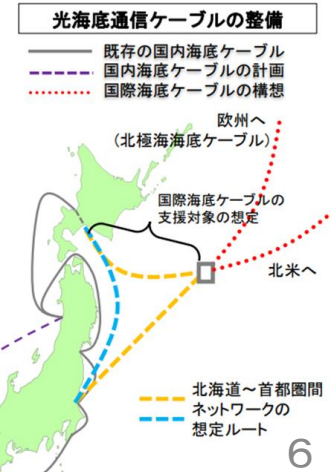 光海底通信ケーブルの整備
既存の国内海底ケーブル
国内海底ケーブルの計画
国際海底ケーブルの構想
欧州へ
(北極海海底ケーブル)
国際海底ケーブルの
支援対象の想定
北米へ
北海道～首都圏間
ネットワークの
想定ルート
6